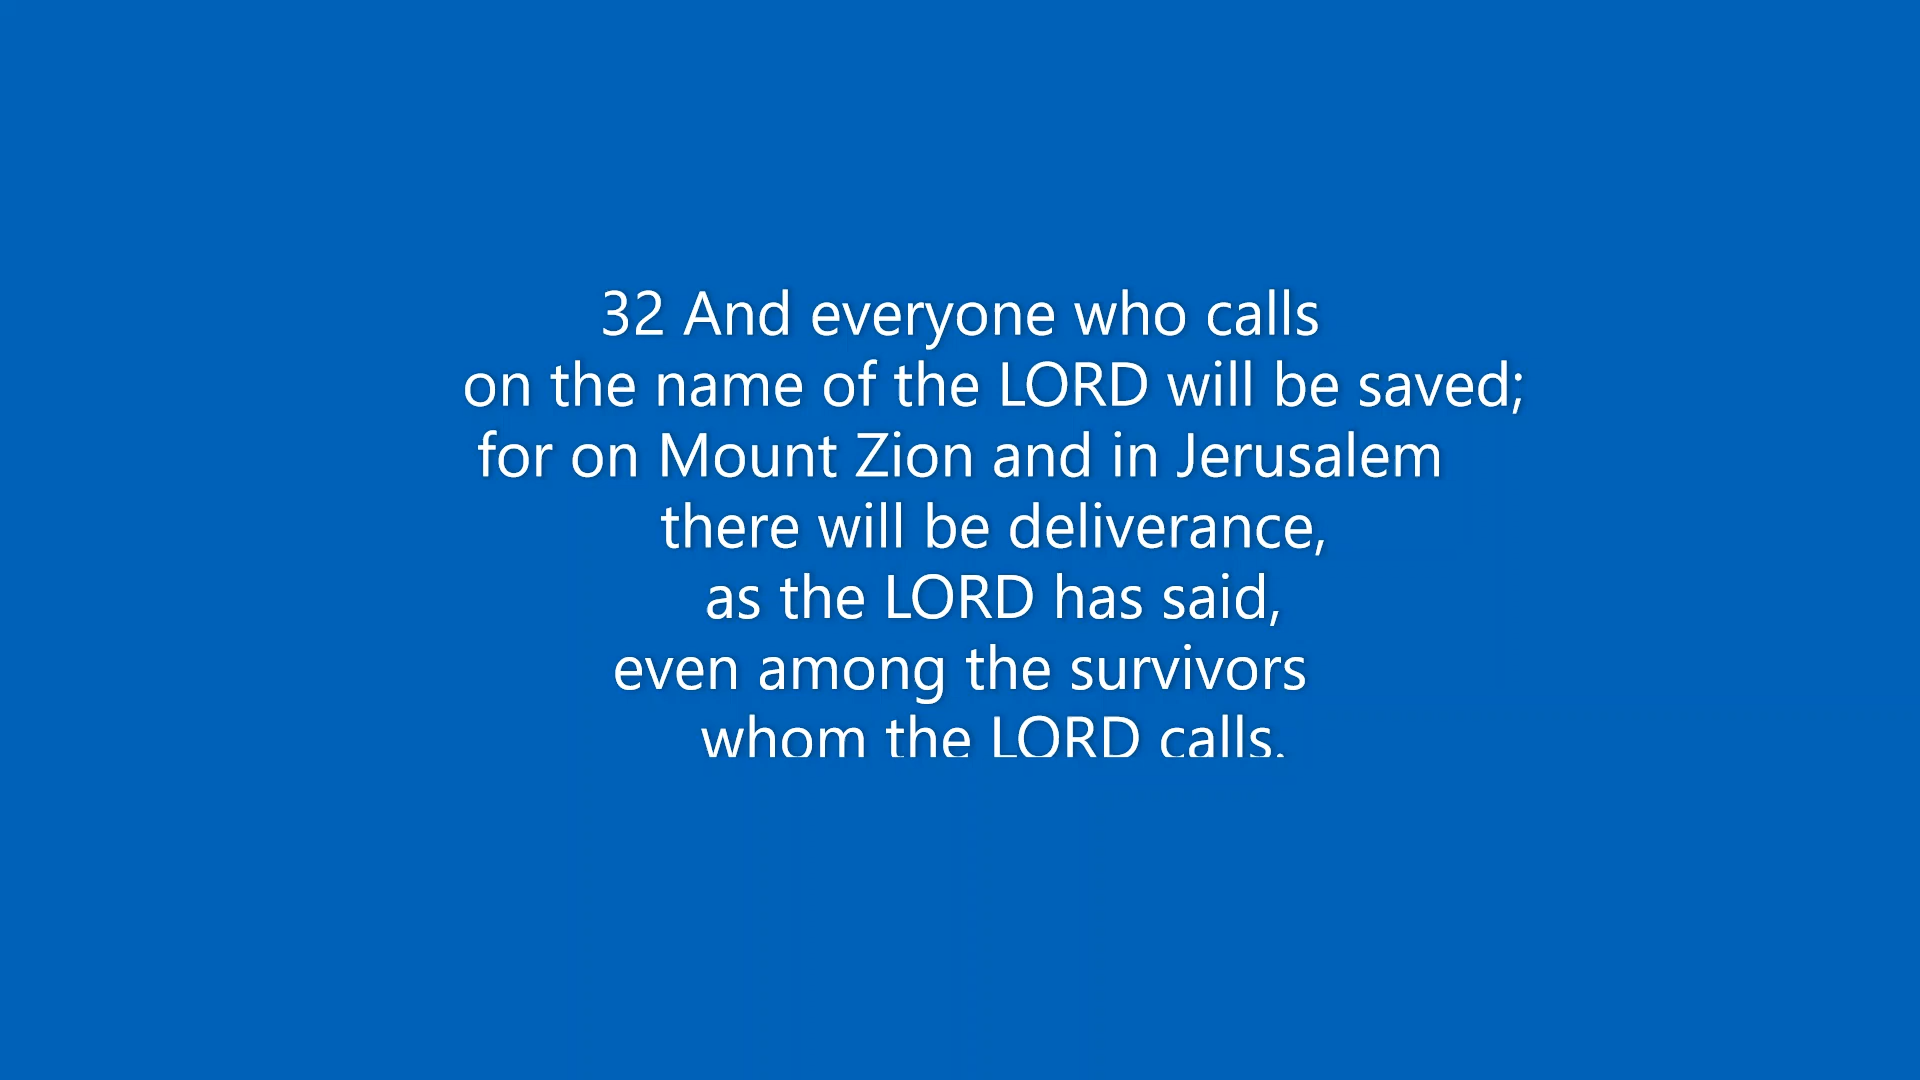 32 And everyone who calls
on the name of the LORD will be saved;
for on Mount Zion and in Jerusalem
there will be deliverance,
as the LORD has said,
even among the survivors
whom the LORD calls.